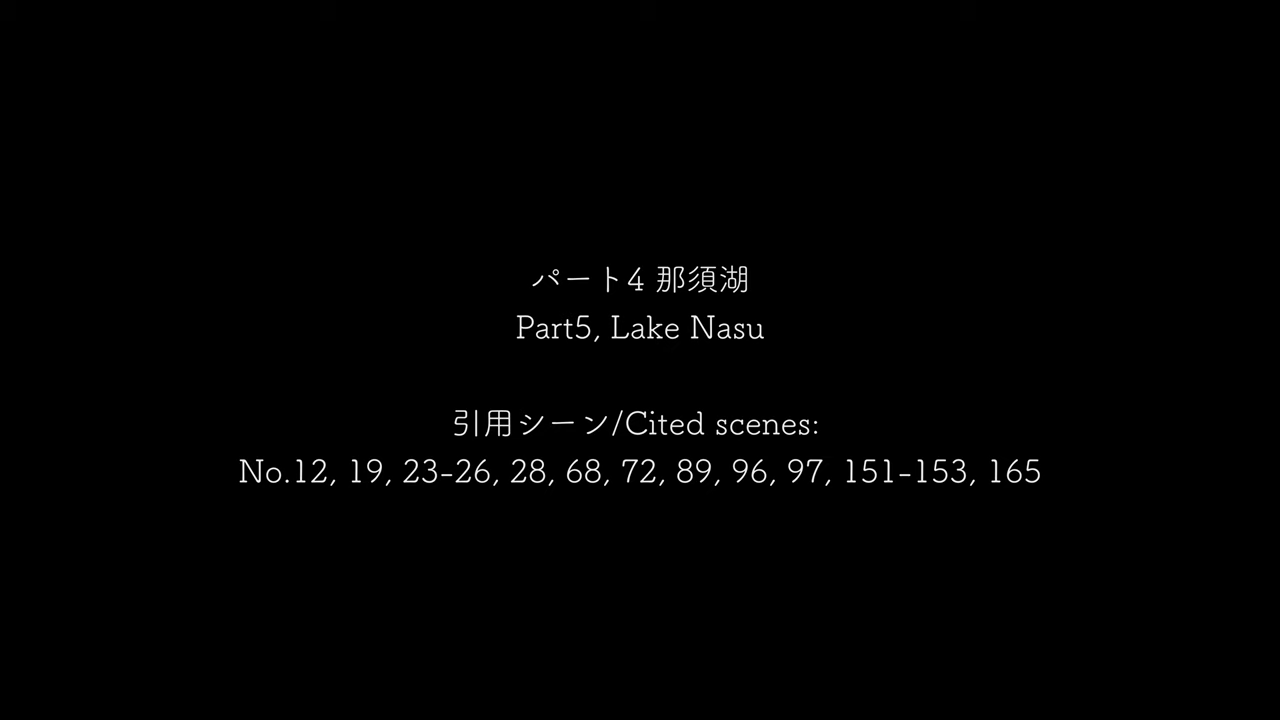 パート4 那須湖
Part5, Lake Nasu
引用シーン/Cited scenes:
No.12, 19, 23-26, 28, 68, 72, 89, 96, 97, 151-153, 165